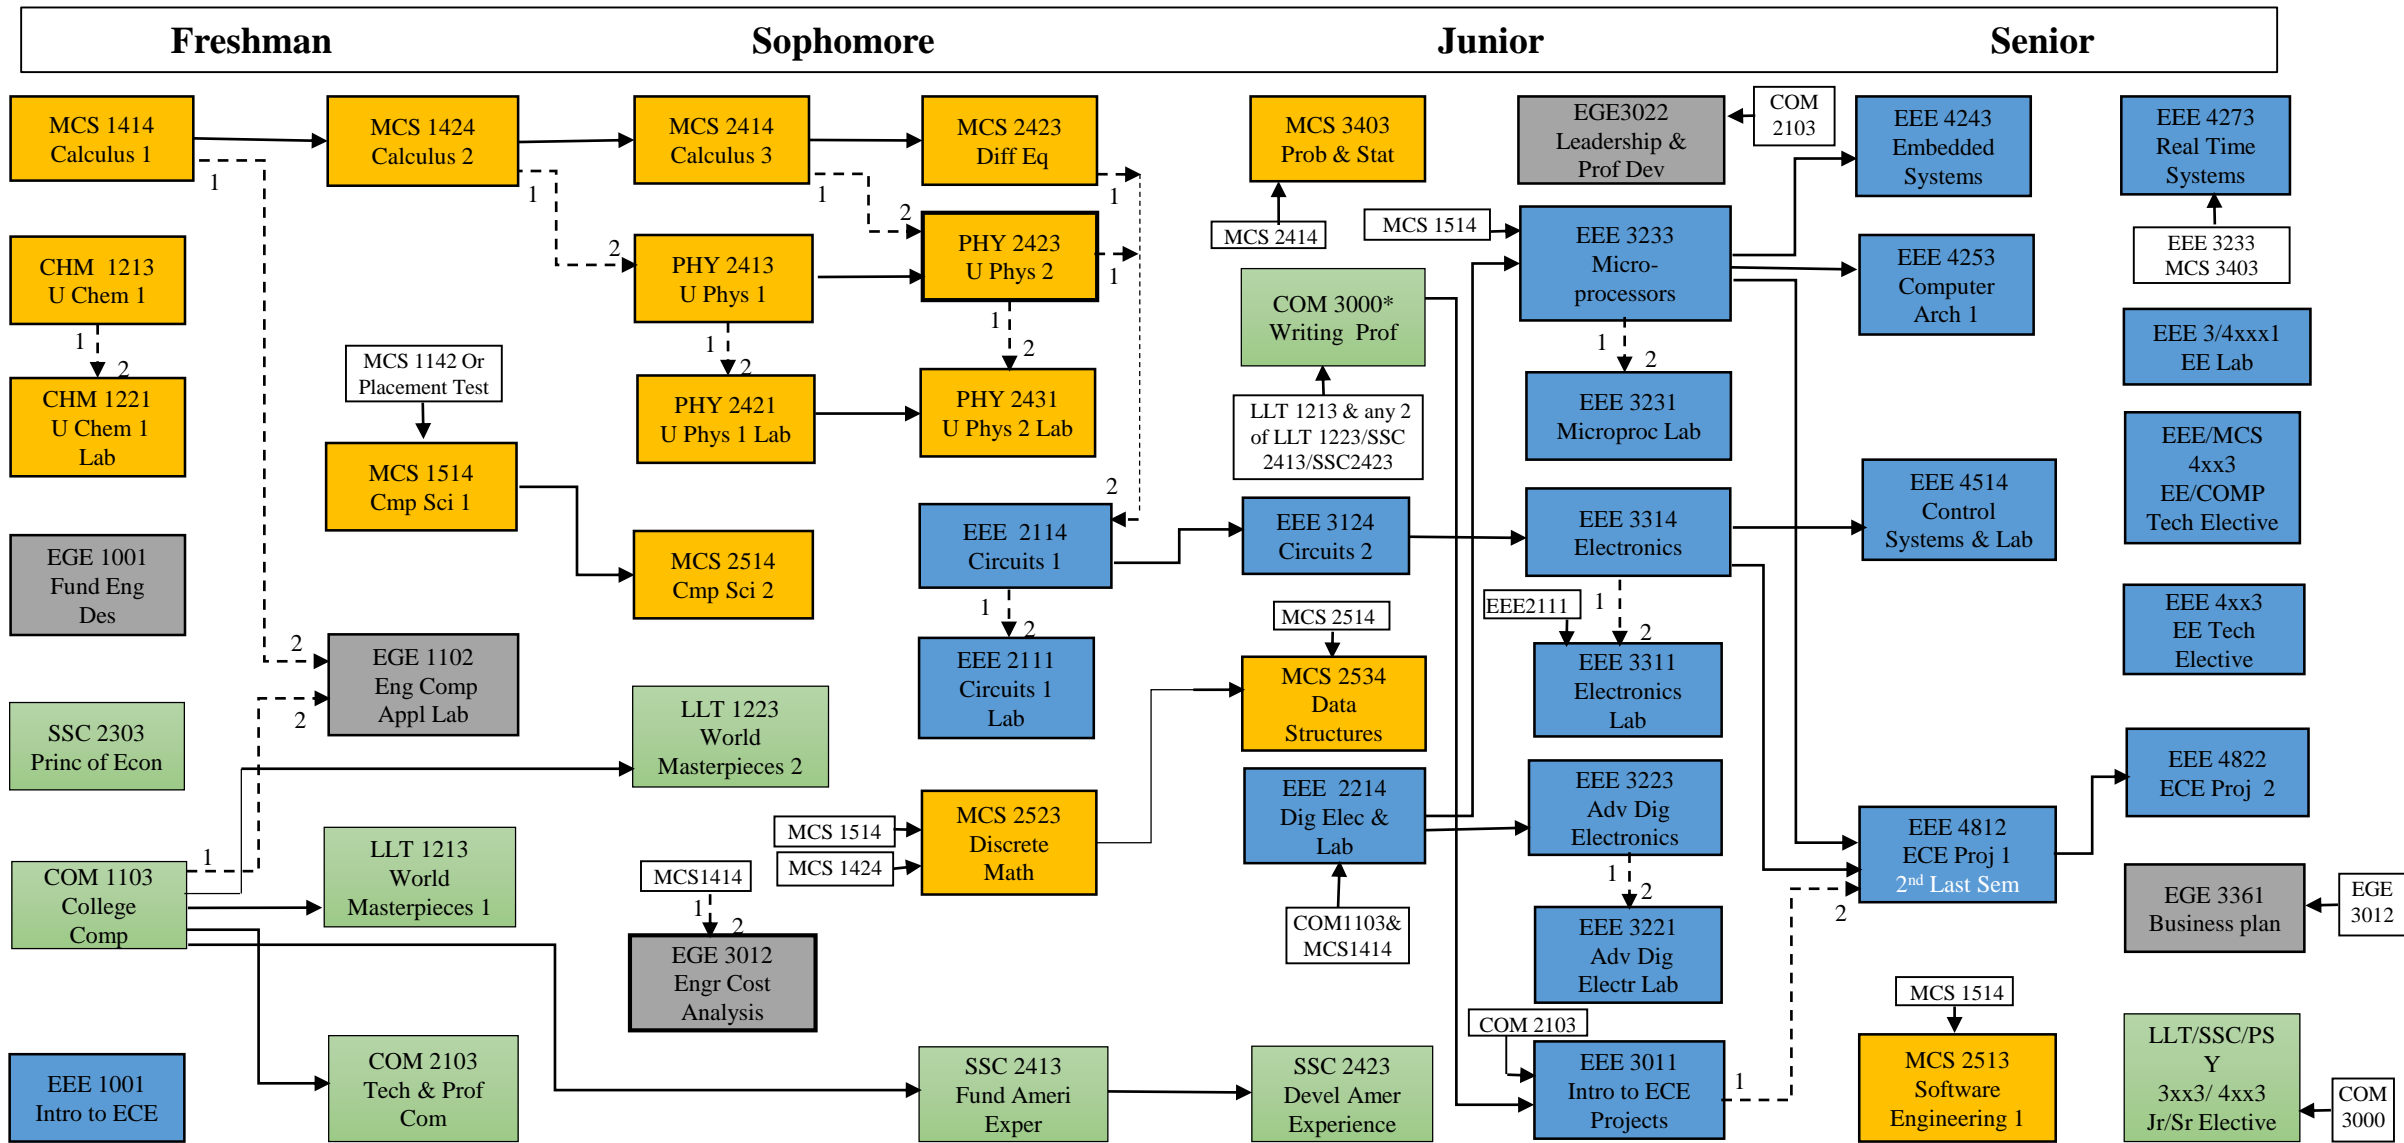 Freshman
Sophomore
Junior
Senior
MCS 1414
Calculus 1
1
2
CHM 1213
U Chem 1
1
2
CHM 1221
U Chem 1
Lab
EGE 1001
Fund Eng
Des
SSC 2303
Princ of Econ
COM 1103
College
Comp
1
2
EEE 1001
Intro to ECE
MCS 1424
Calculus 2
1
2
MCS 1142 Or
Placement Test
MCS 1514
Cmp Sci 1
EGE 1102
Eng Comp
Appl Lab
LLT 1213
World
Masterpieces 1
COM 2103
Tech & Prof
Com
MCS 2414
Calculus 3
1
2
PHY 2413
U Phys 1
1
2
PHY 2421
U Phys 1 Lab
MCS 2514
Cmp Sci 2
LLT 1223
World
Masterpieces 2
MCS1414
1
2
EGE 3012
Engr Cost
Analysis
MCS 2423
Diff Eq
1
PHY 2423
U Phys 2
1
1
2
PHY 2431
U Phys 2 Lab
2
EEE 2114
Circuits 1
1
2
EEE 2111
Circuits 1
Lab
MCS 1514
MCS 1424
MCS 2523
Discrete
Math
SSC 2413
Fund Ameri
Exper
MCS 3403
Prob & Stat
MCS 2414
COM 3000*
Writing Prof
LLT 1213 & any 2
of LLT 1223/SSC
2413/SSC2423
EEE 3124
Circuits 2
MCS 2514
MCS 2534
Data
Structures
EEE 2214
Dig Elec &
Lab
COM1103&
MCS1414
SSC 2423
Devel Amer
Experience
EGE3022
Leadership &
Prof Dev
COM
2103
MCS 1514
EEE 3233
Micro-
processors
1
2
EEE 3231
Microproc Lab
EEE 3314
Electronics
EEE2111
1
2
EEE 3311
Electronics
Lab
EEE 3223
Adv Dig
Electronics
1
2
EEE 3221
Adv Dig
Electr Lab
COM 2103
EEE 3011
Intro to ECE
Projects
1
2
EEE 4243
Embedded
Systems
EEE 4253
Computer
Arch 1
EEE 4514
Control
Systems & Lab
EEE 4812
ECE Proj 1
2nd Last Sem
MCS 1514
MCS 2513
Software
Engineering 1
EEE 4273
Real Time
Systems
EEE 3233
MCS 3403
EEE 3/4xxx1
EE Lab
EEE/MCS
4xx3
EE/COMP
Tech Elective
EEE 4xx3
EE Tech
Elective
EEE 4822
ECE Proj 2
EGE 3361
Business plan
EGE
3012
LLT/SSC/PS
Y
3xx3/ 4xx3
Jr/Sr Elective
COM
3000